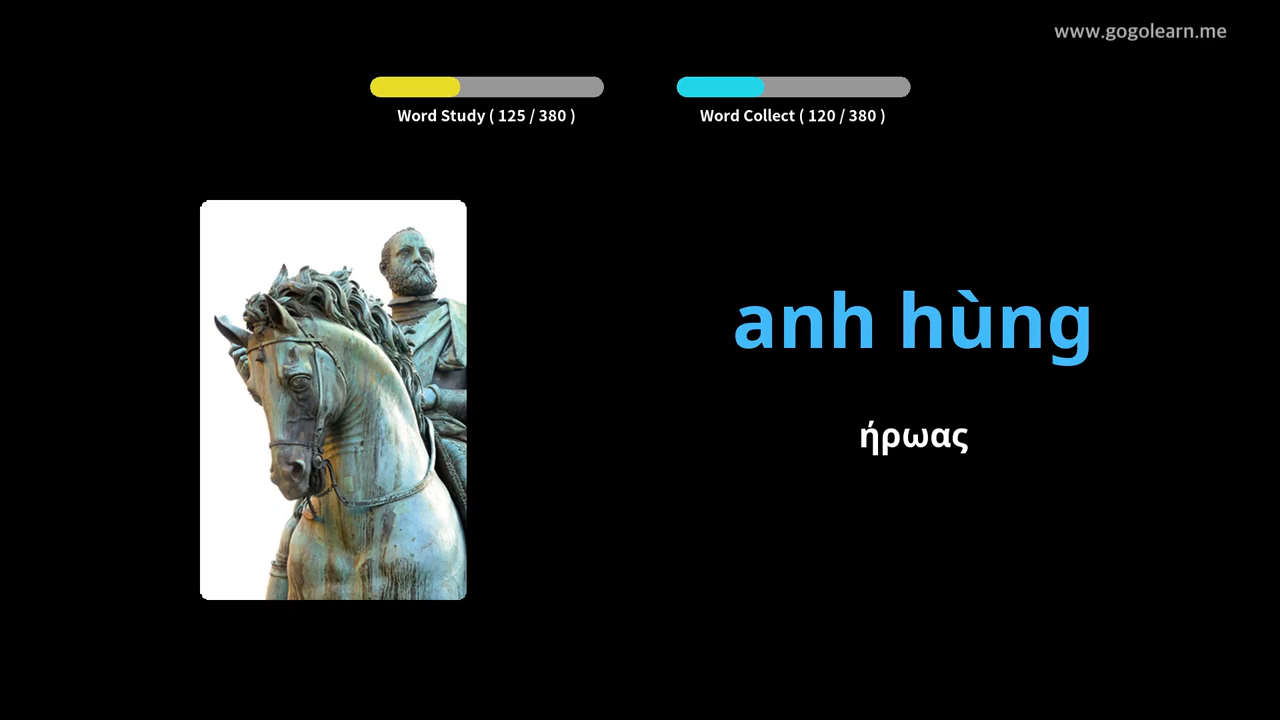 www.gogolearn.me
Word Study ( 125 / 380 )
Word Collect ( 120 / 380 )
anh hùng
ήρωας